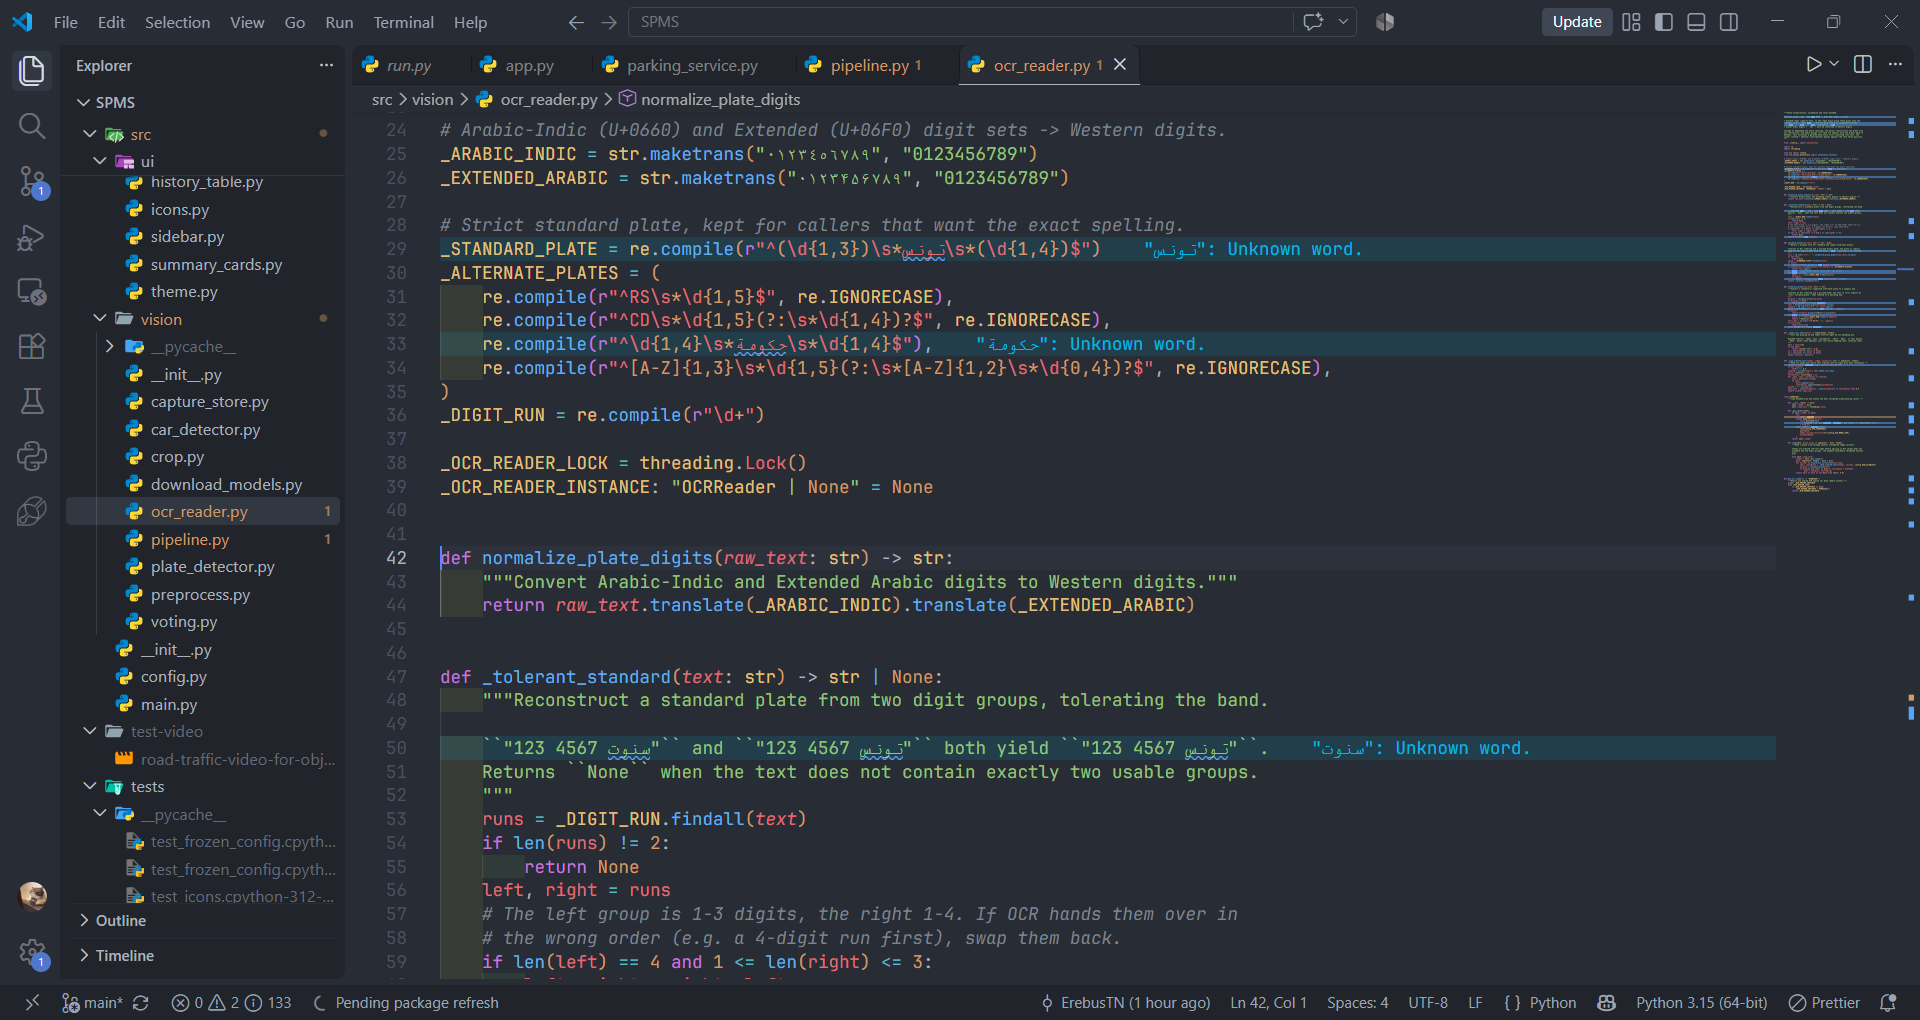 File Edit Selection View Go Run Terminal Help
SPMS
Update
Explorer
SPMS
src
ui
history_table.py
icons.py
sidebar.py
summary_cards.py
theme.py
vision
__pycache__
__init__.py
capture_store.py
car_detector.py
crop.py
download_models.py
ocr_reader.py 1
pipeline.py 1
plate_detector.py
preprocess.py
voting.py
__init__.py
config.py
main.py
test-video
road-traffic-video-for-obj...
tests
__pycache__
test_frozen_config.cpyth...
test_frozen_config.cpyth...
test_icons.cpython-312-...
Outline
Timeline
1
1
run.py app.py parking_service.py pipeline.py 1 ocr_reader.py 1
src > vision > ocr_reader.py > normalize_plate_digits
24 # Arabic-Indic (U+0660) and Extended (U+06F0) digit sets -> Western digits.
25 _ARABIC_INDIC = str.maketrans("٠١٢٣٤٥٦٧٨٩", "0123456789")
26 _EXTENDED_ARABIC = str.maketrans("۰۱۲۳۴۵۶۷۸۹", "0123456789")
27
28 # Strict standard plate, kept for callers that want the exact spelling.
29 _STANDARD_PLATE = re.compile(r"^(\d{1,3})\s*تونس\s*(\d{1,4})$") "تونس": Unknown word.
30 _ALTERNATE_PLATES = (
31 re.compile(r"^RS\s*\d{1,5}$", re.IGNORECASE),
32 re.compile(r"^CD\s*\d{1,5}(?:\s*\d{1,4})?$", re.IGNORECASE),
33 re.compile(r"^\d{1,4}\s*حكومة\s*\d{1,4}$"), "حكومة": Unknown word.
34 re.compile(r"^[A-Z]{1,3}\s*\d{1,5}(?:\s*[A-Z]{1,2}\s*\d{0,4})?$", re.IGNORECASE),
35 )
36 _DIGIT_RUN = re.compile(r"\d+")
37
38 _OCR_READER_LOCK = threading.Lock()
39 _OCR_READER_INSTANCE: "OCRReader | None" = None
40
41
42 def normalize_plate_digits(raw_text: str) -> str:
43 """Convert Arabic-Indic and Extended Arabic digits to Western digits."""
44 return raw_text.translate(_ARABIC_INDIC).translate(_EXTENDED_ARABIC)
45
46
47 def _tolerant_standard(text: str) -> str | None:
48 """Reconstruct a standard plate from two digit groups, tolerating the band.
49
50 ``"123 4567 سنوت"`` and ``"123 4567 تونس"`` both yield ``"123 4567 تونس"``. "سنوت": Unknown word.
51 Returns ``None`` when the text does not contain exactly two usable groups.
52 """
53 runs = _DIGIT_RUN.findall(text)
54 if len(runs) != 2:
55 return None
56 left, right = runs
57 # The left group is 1-3 digits, the right 1-4. If OCR hands them over in
58 # the wrong order (e.g. a 4-digit run first), swap them back.
59 if len(left) == 4 and 1 <= len(right) <= 3:
main* 0 2 133 Pending package refresh ErebusTN (1 hour ago) Ln 42, Col 1 Spaces: 4 UTF-8 LF { } Python Python 3.15 (64-bit) Prettier